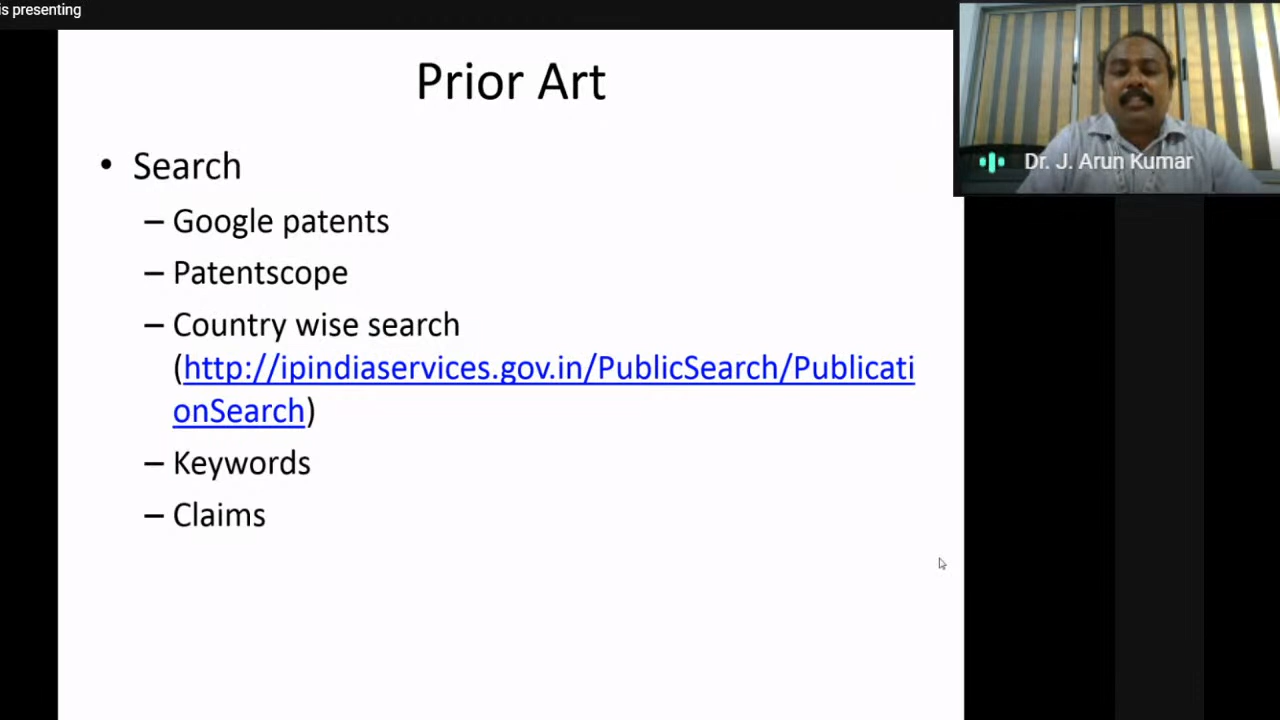 is presenting
Prior Art
• Search
– Google patents
– Patentscope
– Country wise search
(http://ipindiaservices.gov.in/PublicSearch/Publicati
onSearch)
– Keywords
– Claims
Dr. J. Arun Kumar